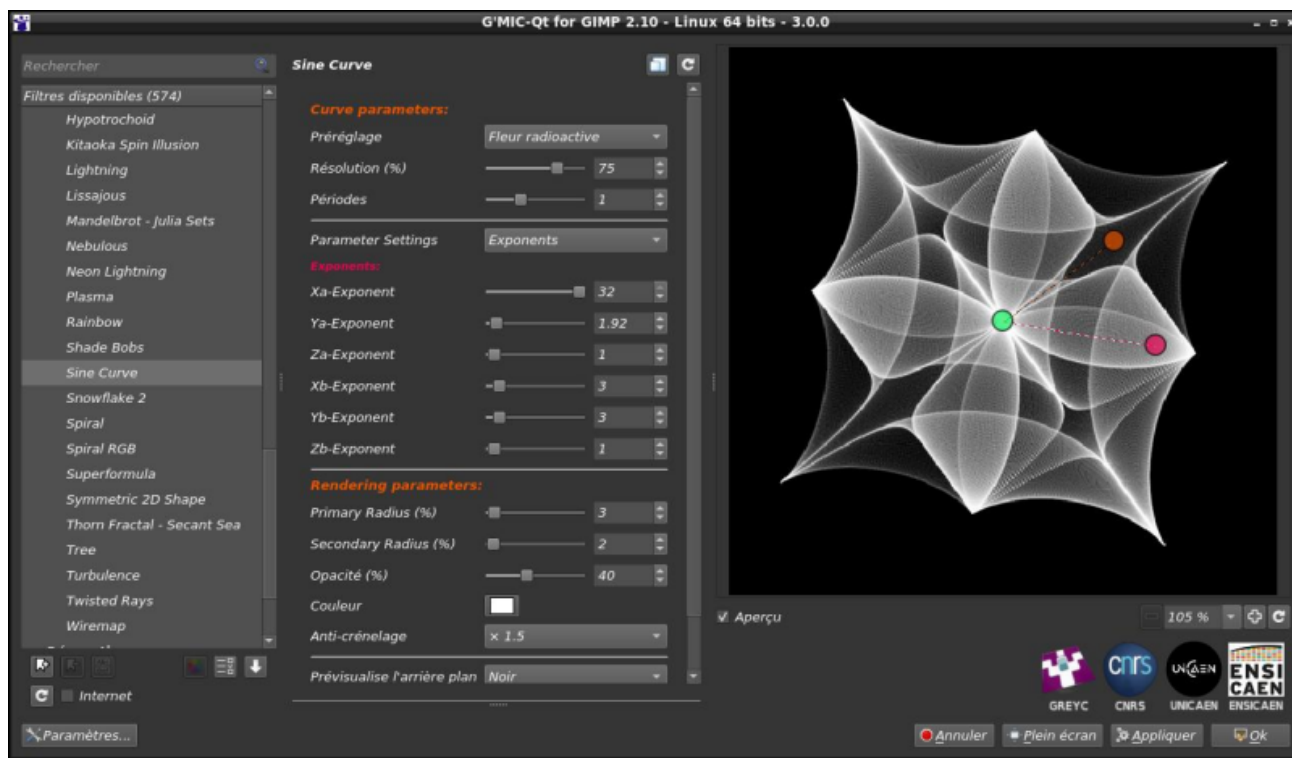 G'MIC-Qt for GIMP 2.10 - Linux 64 bits - 3.0.0
Rechercher
Filtres disponibles (574)
Hypotrochoid
Kitaoka Spin Illusion
Lightning
Lissajous
Mandelbrot - Julia Sets
Nebulous
Neon Lightning
Plasma
Rainbow
Shade Bobs
Sine Curve
Snowflake 2
Spiral
Spiral RGB
Superformula
Symmetric 2D Shape
Thorn Fractal - Secant Sea
Tree
Turbulence
Twisted Rays
Wiremap
Internet
Paramètres...
Sine Curve
Curve parameters:
Préréglage Fleur radioactive
Résolution (%) 75
Périodes 1
Parameter Settings Exponents
Exponents:
Xa-Exponent 32
Ya-Exponent 1.92
Za-Exponent 1
Xb-Exponent 3
Yb-Exponent 3
Zb-Exponent 1
Rendering parameters:
Primary Radius (%) 3
Secondary Radius (%) 2
Opacité (%) 40
Couleur
Anti-crénelage × 1.5
Prévisualise l'arrière plan Noir
Aperçu
105 %
cnrs
UNICAEN
ENSI
CAEN
GREYC CNRS UNICAEN ENSICAEN
Annuler Plein écran Appliquer Ok